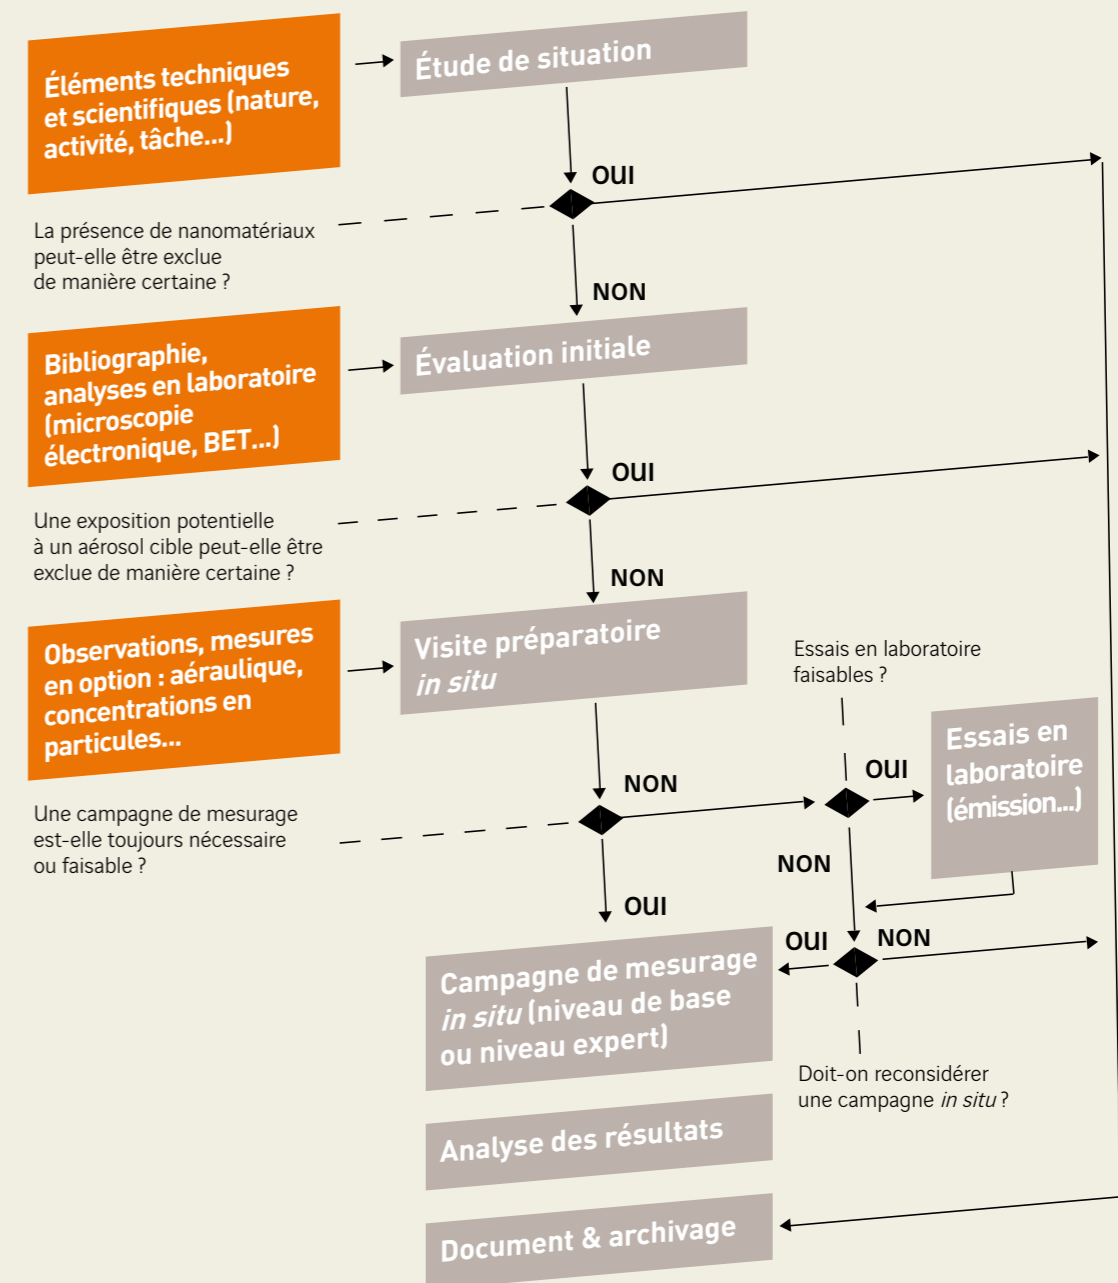 Éléments techniques
et scientifiques (nature,
activité, tâche...)
Étude de situation
OUI
La présence de nanomatériaux
peut-elle être exclue
de manière certaine ?
NON
Bibliographie,
analyses en laboratoire
(microscopie
électronique, BET...)
Évaluation initiale
OUI
Une exposition potentielle
à un aérosol cible peut-elle être
exclue de manière certaine ?
NON
Observations, mesures
en option : aéraulique,
concentrations en
particules...
Visite préparatoire
in situ
Essais en laboratoire
faisables ?
Essais en
laboratoire
(émission...)
OUI
NON
Une campagne de mesurage
est-elle toujours nécessaire
ou faisable ?
NON
OUI
OUI
NON
Campagne de mesurage
in situ (niveau de base
ou niveau expert)
Doit-on reconsidérer
une campagne in situ ?
Analyse des résultats
Document & archivage